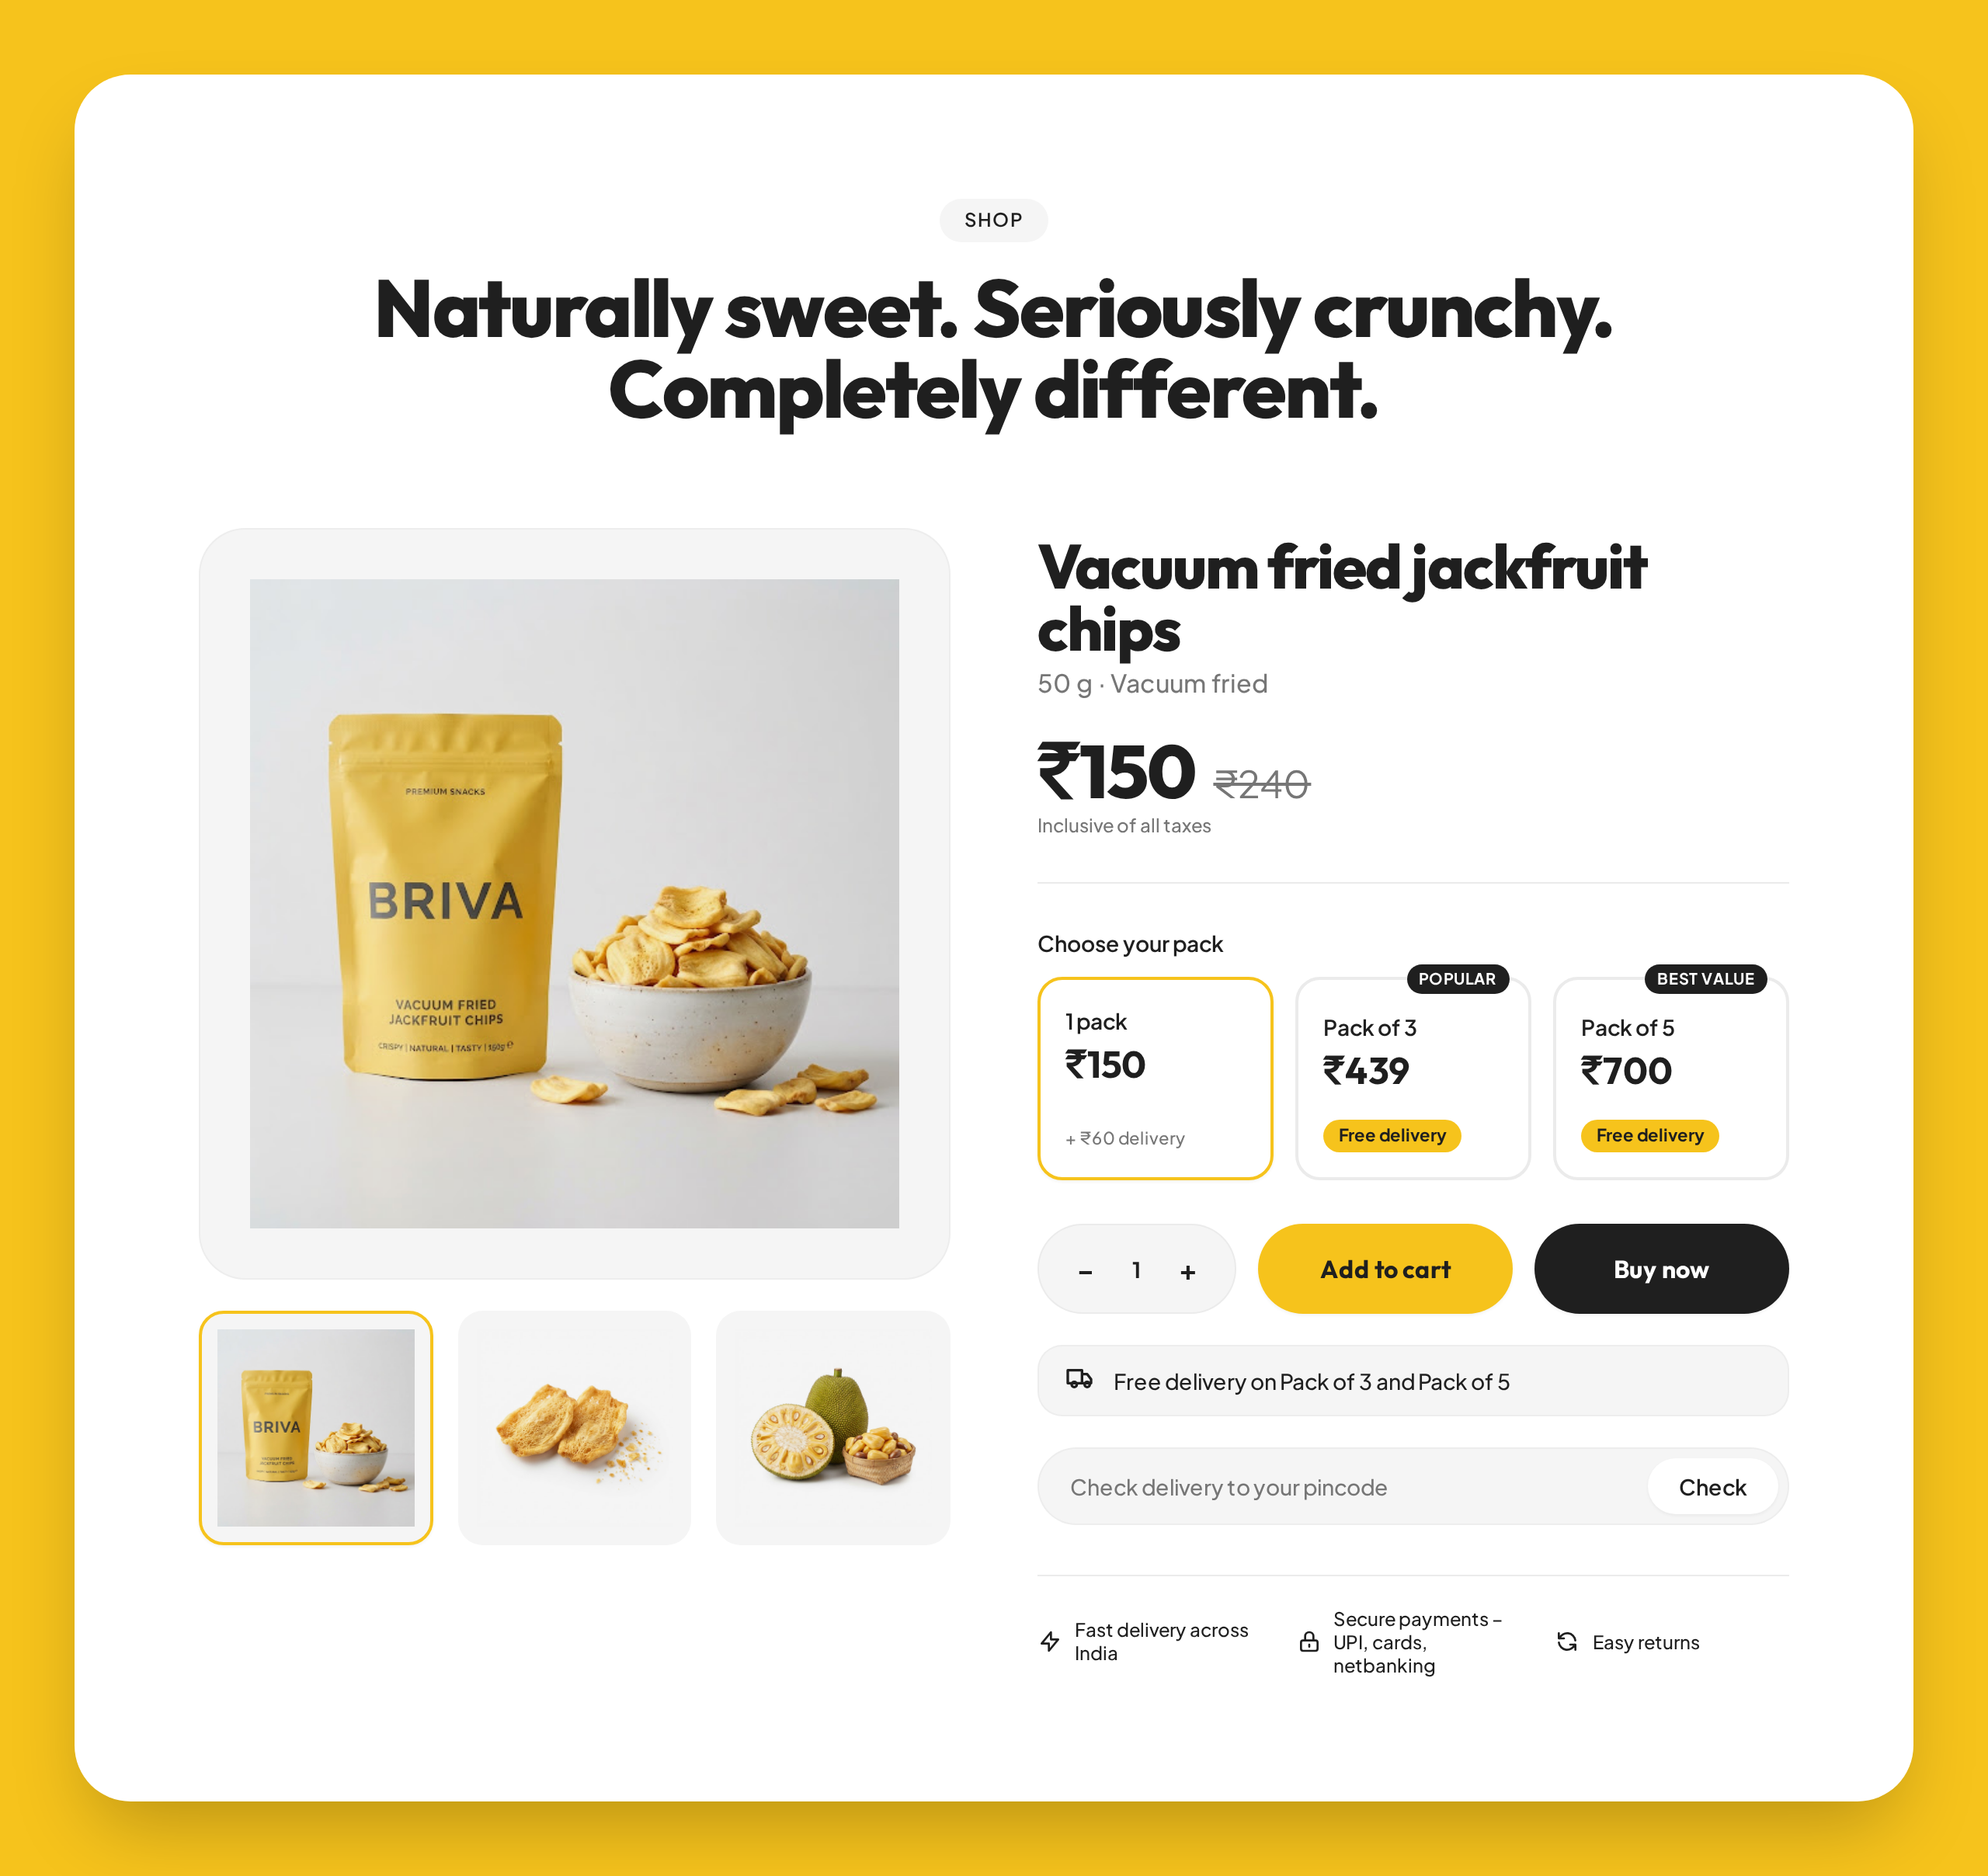 SHOP
Naturally sweet. Seriously crunchy.
Completely different.
PREMIUM SNACKS
BRIVA
VACUUM FRIED
JACKFRUIT CHIPS
CRISPY | NATURAL | TASTY | 150g
BRIVA
VACUUM FRIED
JACKFRUIT CHIPS
Vacuum fried jackfruit
chips
50 g · Vacuum fried
₹150 ₹240
Inclusive of all taxes
Choose your pack
1 pack
₹150
+ ₹60 delivery
POPULAR
Pack of 3
₹439
Free delivery
BEST VALUE
Pack of 5
₹700
Free delivery
– 1 +
Add to cart
Buy now
Free delivery on Pack of 3 and Pack of 5
Check delivery to your pincode
Check
Fast delivery across
India
Secure payments –
UPI, cards,
netbanking
Easy returns